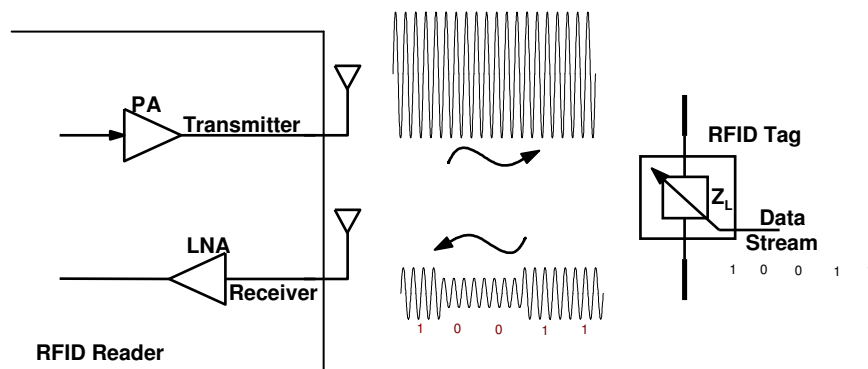 PA
Transmitter
LNA
Receiver
RFID Reader
1 0 0 1 1
RFID Tag
ZL
Data
Stream
1 0 0 1